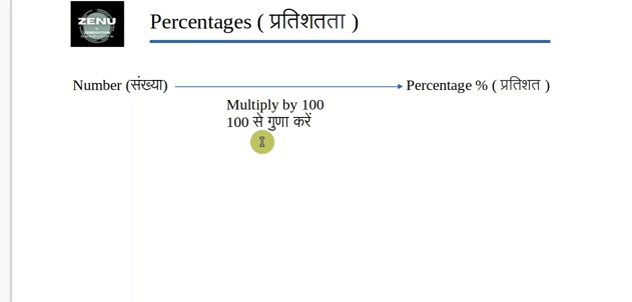 ZENU
Percentages ( प्रतिशतता )
Number (संख्या)
Percentage % ( प्रतिशत )
Multiply by 100
100 से गुणा करें